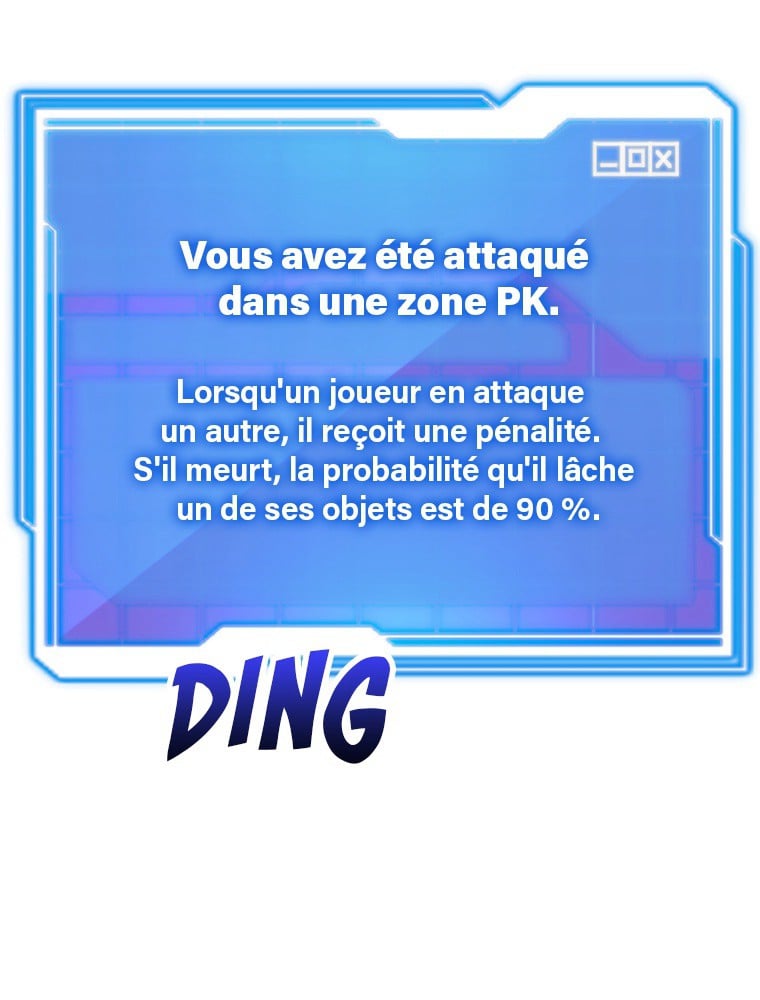 Vous avez été attaqué
dans une zone PK.
Lorsqu'un joueur en attaque
un autre, il reçoit une pénalité.
S'il meurt, la probabilité qu'il lâche
un de ses objets est de 90 %.
DING